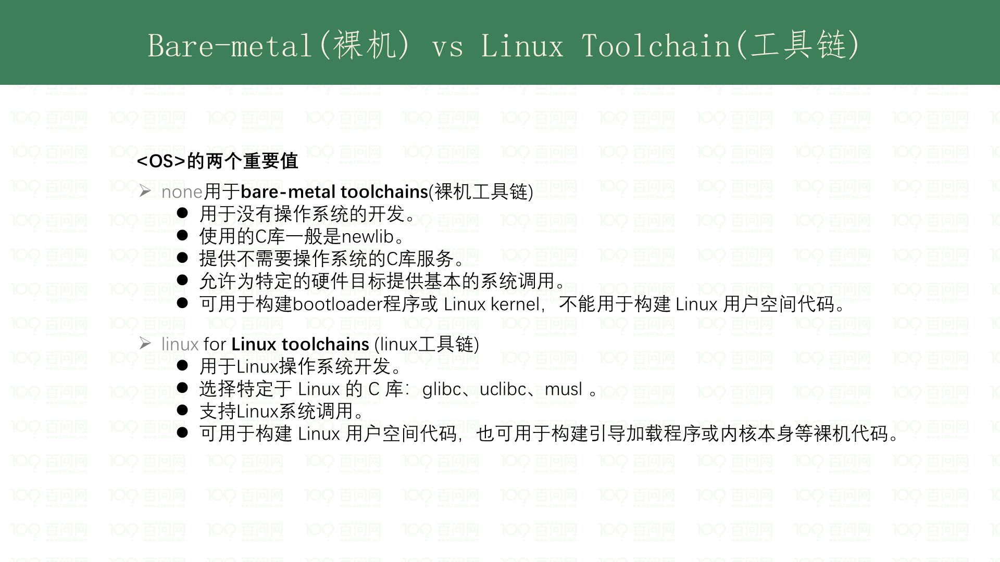 Bare-metal(裸机) vs Linux Toolchain(工具链)
<OS>的两个重要值
none用于bare-metal toolchains(裸机工具链)
用于没有操作系统的开发。
使用的C库一般是newlib。
提供不需要操作系统的C库服务。
允许为特定的硬件目标提供基本的系统调用。
可用于构建bootloader程序或 Linux kernel，不能用于构建 Linux 用户空间代码。
linux for Linux toolchains (linux工具链)
用于Linux操作系统开发。
选择特定于 Linux 的 C 库：glibc、uclibc、musl 。
支持Linux系统调用。
可用于构建 Linux 用户空间代码，也可用于构建引导加载程序或内核本身等裸机代码。